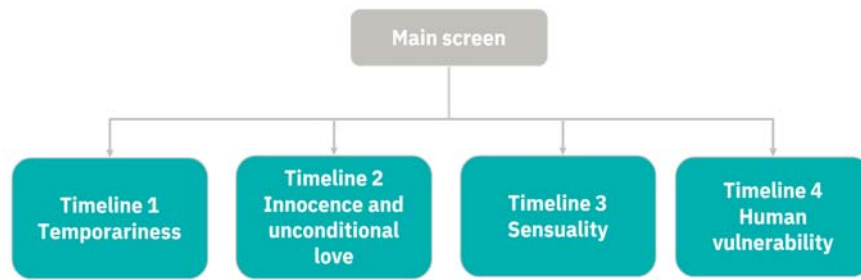 Main screen
Timeline 1
Temporariness
Timeline 2
Innocence and
unconditional
love
Timeline 3
Sensuality
Timeline 4
Human
vulnerability